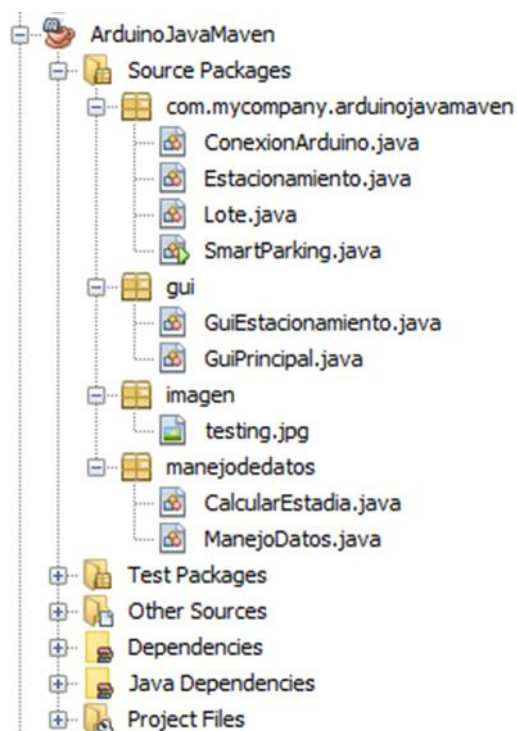 ArduinoJavaMaven
Source Packages
com.mycompany.arduinojavamaven
ConexionArduino.java
Estacionamiento.java
Lote.java
SmartParking.java
gui
GuiEstacionamiento.java
GuiPrincipal.java
imagen
testing.jpg
manejodedatos
CalcularEstadia.java
ManejoDatos.java
Test Packages
Other Sources
Dependencies
Java Dependencies
Project Files